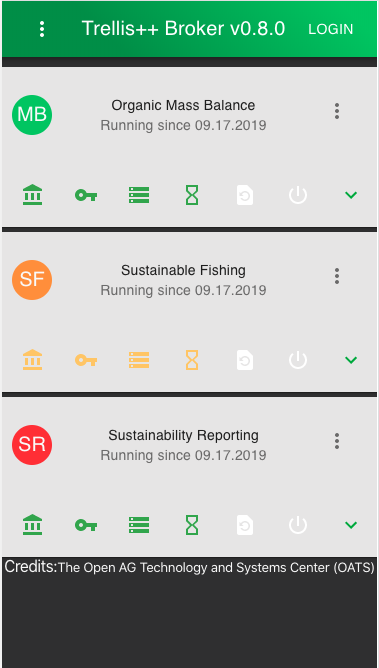 Trellis++ Broker v0.8.0 LOGIN
MB
Organic Mass Balance
Running since 09.17.2019
SF
Sustainable Fishing
Running since 09.17.2019
SR
Sustainability Reporting
Running since 09.17.2019
Credits:The Open AG Technology and Systems Center (OATS)